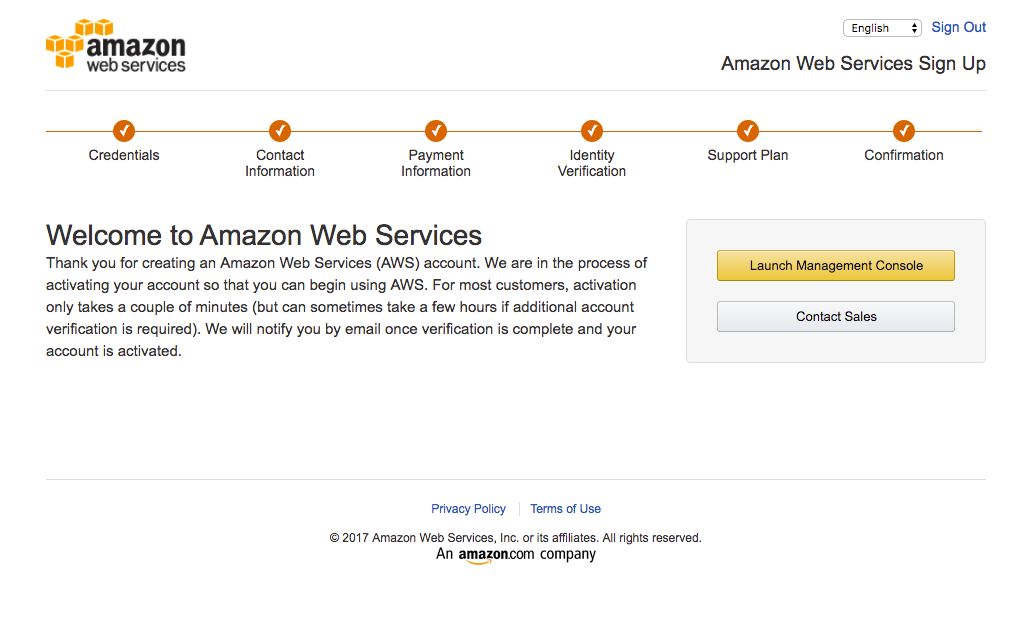 amazon
web services
English
Sign Out
Amazon Web Services Sign Up
Credentials
Contact
Information
Payment
Information
Identity
Verification
Support Plan
Confirmation
Welcome to Amazon Web Services
Thank you for creating an Amazon Web Services (AWS) account. We are in the process of
activating your account so that you can begin using AWS. For most customers, activation
only takes a couple of minutes (but can sometimes take a few hours if additional account
verification is required). We will notify you by email once verification is complete and your
account is activated.
Launch Management Console
Contact Sales
Privacy Policy
Terms of Use
© 2017 Amazon Web Services, Inc. or its affiliates. All rights reserved.
An amazon.com company